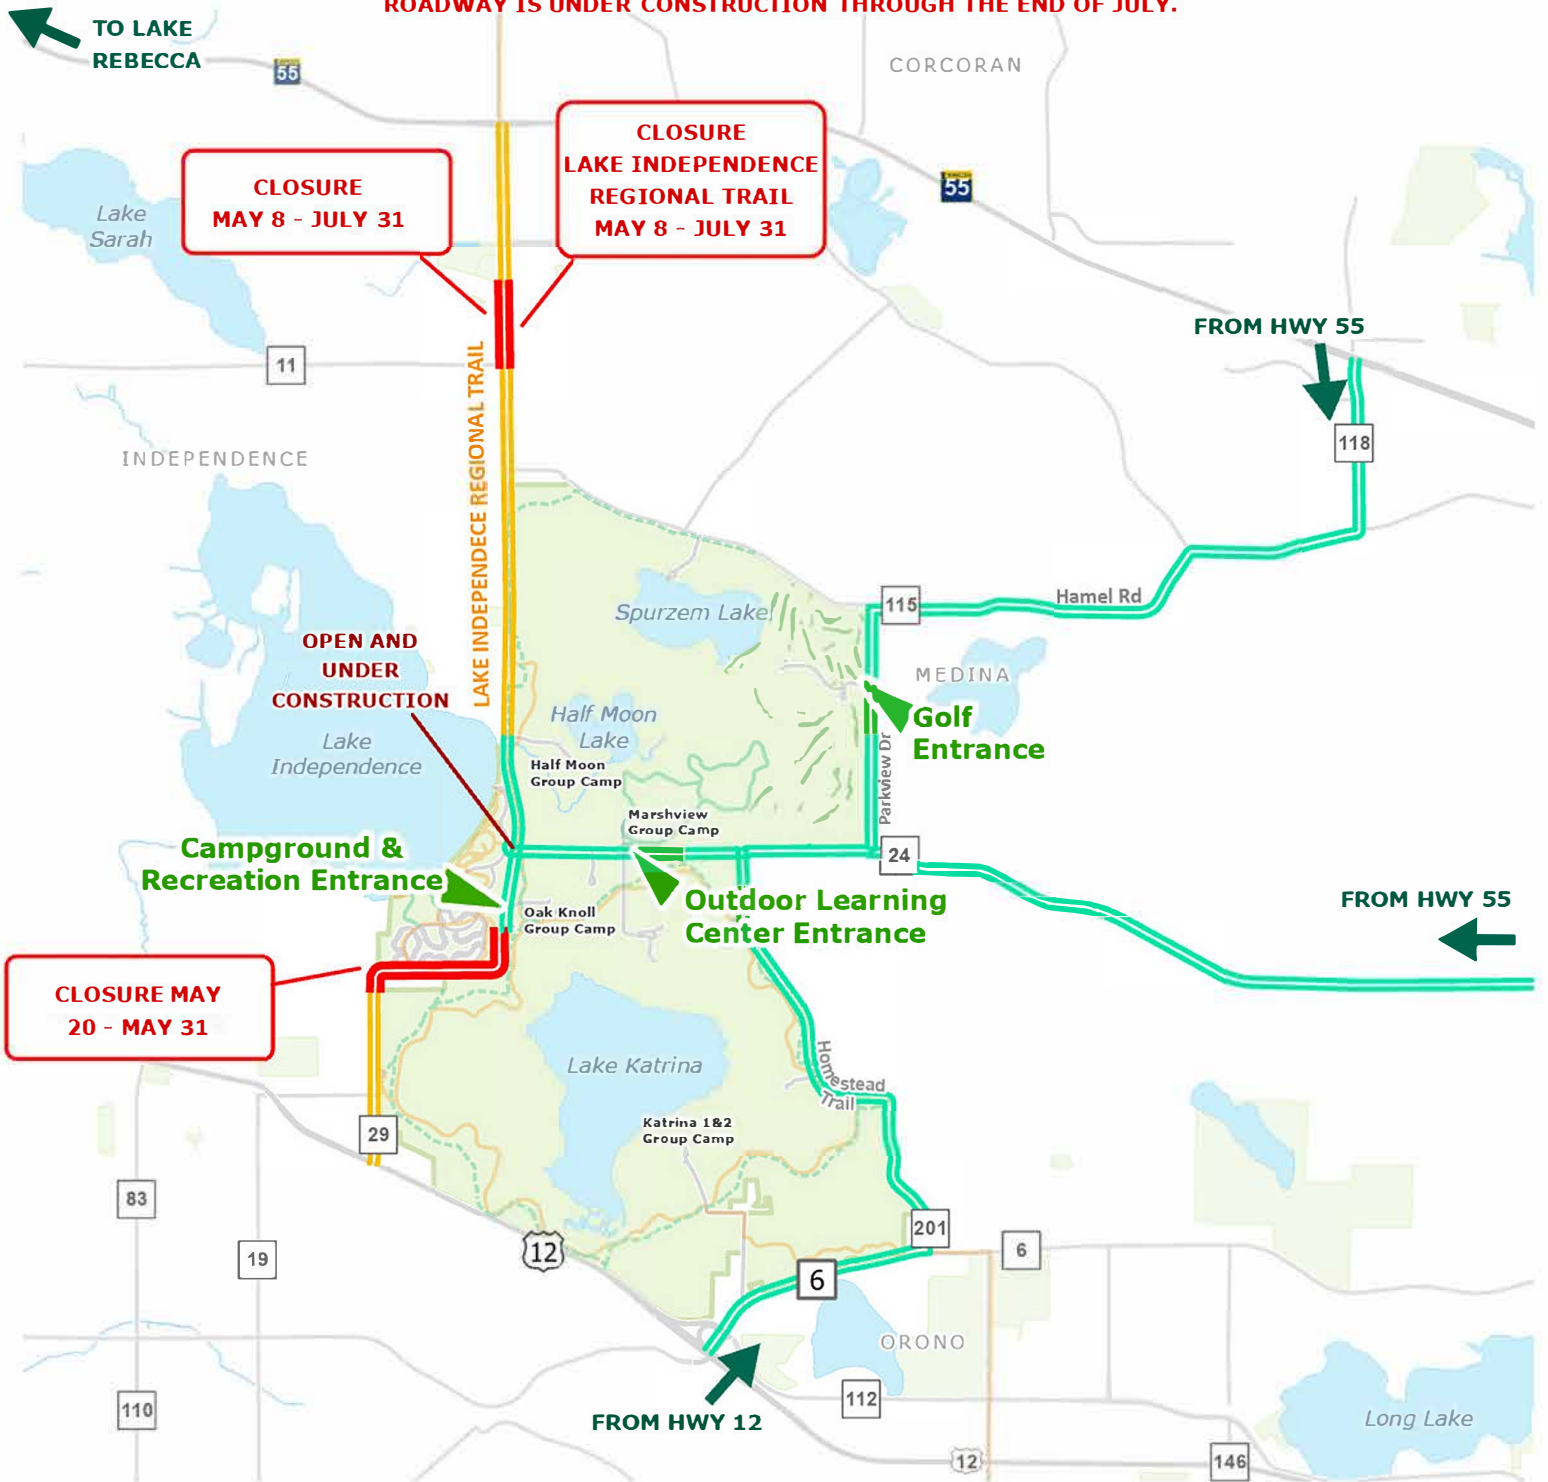 ROADWAY IS UNDER CONSTRUCTION THROUGH THE END OF JULY.
TO LAKE
REBECCA
55
CORCORAN
CLOSURE
LAKE INDEPENDENCE
REGIONAL TRAIL
MAY 8 - JULY 31
CLOSURE
MAY 8 - JULY 31
55
Lake
Sarah
FROM HWY 55
11
118
LAKE INDEPENDECE REGIONAL TRAIL
INDEPENDENCE
Spurzem Lake
115
Hamel Rd
OPEN AND
UNDER
CONSTRUCTION
MEDINA
Half Moon
Lake
Golf
Entrance
Lake
Independence
Half Moon
Group Camp
Parkview Dr
Marshview
Group Camp
24
Campground &
Recreation Entrance
Outdoor Learning
Center Entrance
FROM HWY 55
Oak Knoll
Group Camp
CLOSURE MAY
20 - MAY 31
Lake Katrina
Homestead
Trail
Katrina 1&2
Group Camp
29
83
201
19
12
6
6
ORONO
110
112
FROM HWY 12
Long Lake
12
146